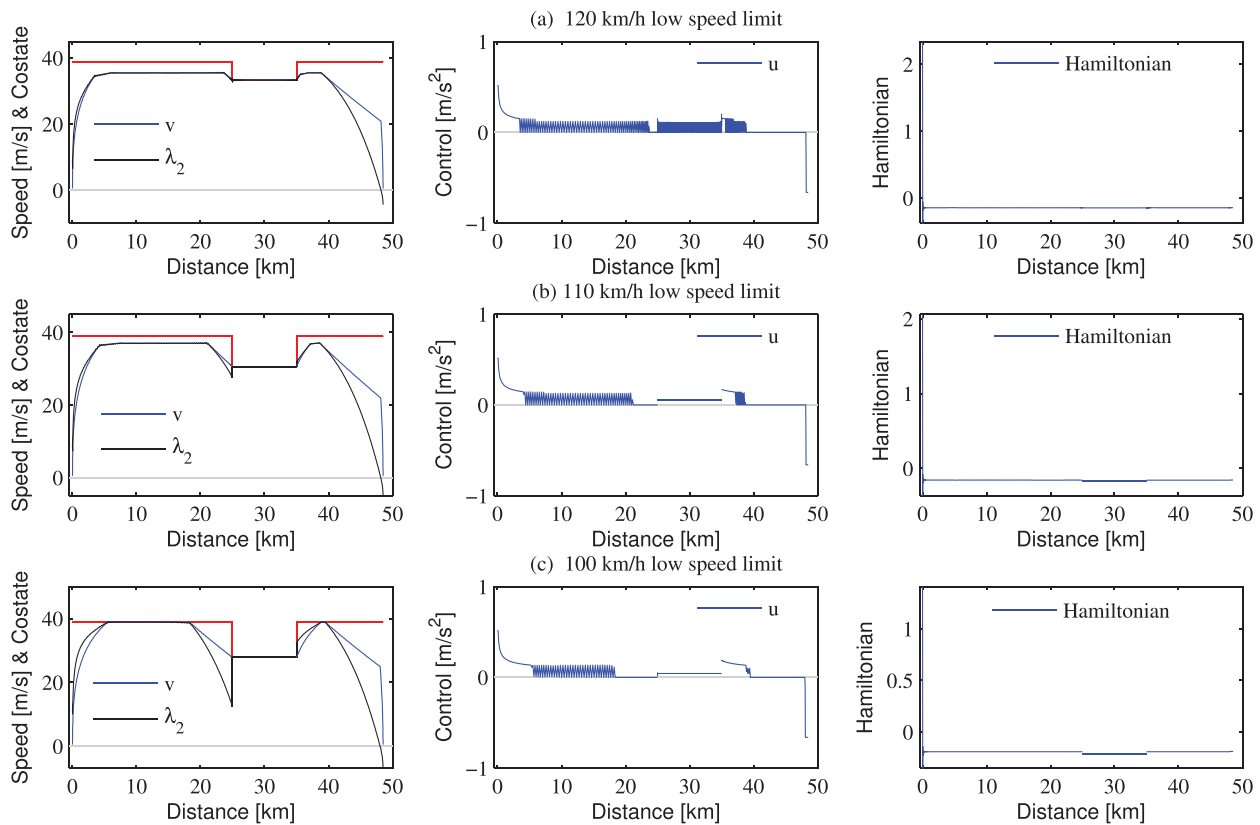 (a) 120 km/h low speed limit
Speed [m/s] & Costate
40
20
0
v
λ2
0 10 20 30 40 50
Distance [km]
Control [m/s2]
1
0
−1
u
0 10 20 30 40 50
Distance [km]
Hamiltonian
2
1
0
Hamiltonian
0 10 20 30 40 50
Distance [km]
(b) 110 km/h low speed limit
Speed [m/s] & Costate
40
20
0
v
λ2
0 10 20 30 40 50
Distance [km]
Control [m/s2]
1
0
−1
u
0 10 20 30 40 50
Distance [km]
Hamiltonian
2
1
0
Hamiltonian
0 10 20 30 40 50
Distance [km]
(c) 100 km/h low speed limit
Speed [m/s] & Costate
40
20
0
v
λ2
0 10 20 30 40 50
Distance [km]
Control [m/s2]
1
0
−1
u
0 10 20 30 40 50
Distance [km]
Hamiltonian
1
0.5
0
Hamiltonian
0 10 20 30 40 50
Distance [km]